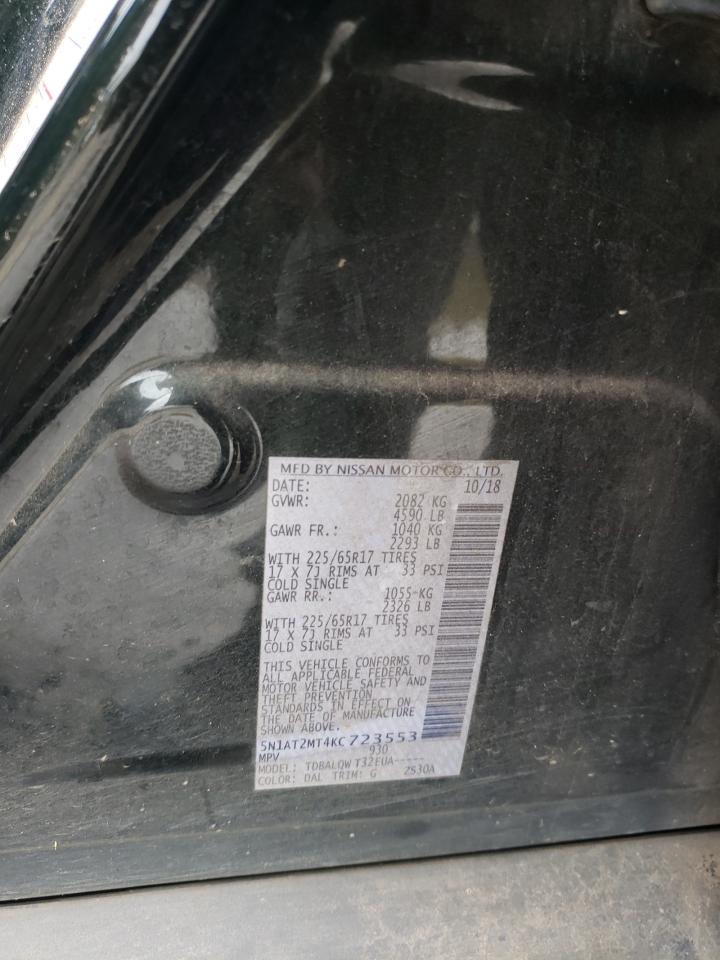 MFD BY NISSAN MOTOR CO., LTD.
DATE: 10/18
GVWR: 2082 KG
4590 LB
GAWR FR.: 1040 KG
2293 LB
WITH 225/65R17 TIRES
17 X 7J RIMS AT 33 PSI
COLD SINGLE
GAWR RR.: 1055 KG
2326 LB
WITH 225/65R17 TIRES
17 X 7J RIMS AT 33 PSI
COLD SINGLE
THIS VEHICLE CONFORMS TO
ALL APPLICABLE FEDERAL
MOTOR VEHICLE SAFETY AND
THEFT PREVENTION
STANDARDS IN EFFECT ON
THE DATE OF MANUFACTURE
SHOWN ABOVE.
5N1AT2MT4KC723553
MPV 930
MODEL: TDBALQW T32EUA-----
COLOR: DAL TRIM: G ZS30A